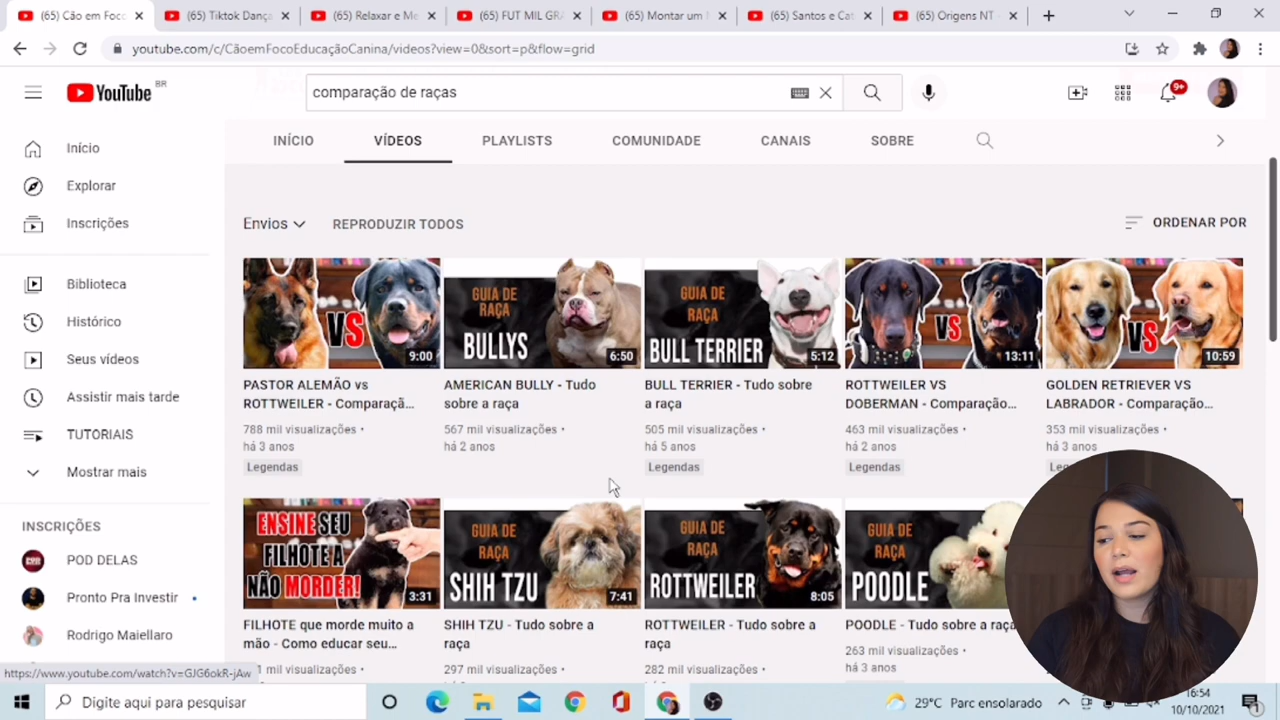 (65) Cão em Foc
(65) Tiktok Danç
(65) Relaxar e Me
(65) FUT MIL GR
(65) Montar um
(65) Santos e Cat
(65) Origens NT
youtube.com/c/CãoemFocoEducaçãoCanina/videos?view=0&sort=p&flow=grid
YouTube BR
comparação de raças
9+
INÍCIO VÍDEOS PLAYLISTS COMUNIDADE CANAIS SOBRE
Início
Explorar
Inscrições
Biblioteca
Histórico
Seus vídeos
Assistir mais tarde
TUTORIAIS
Mostrar mais
INSCRIÇÕES
POD DELAS
Pronto Pra Investir
Rodrigo Maiellaro
Envios REPRODUZIR TODOS ORDENAR POR
VS
9:00
PASTOR ALEMÃO vs
ROTTWEILER - Comparaçã...
788 mil visualizações •
há 3 anos
Legendas
GUIA DE
RAÇA
BULLYS
6:50
AMERICAN BULLY - Tudo
sobre a raça
567 mil visualizações •
há 2 anos
GUIA DE
RAÇA
BULL TERRIER
5:12
BULL TERRIER - Tudo sobre
a raça
505 mil visualizações •
há 5 anos
Legendas
VS
13:11
ROTTWEILER VS
DOBERMAN - Comparação...
463 mil visualizações •
há 2 anos
Legendas
VS
10:59
GOLDEN RETRIEVER VS
LABRADOR - Comparação...
353 mil visualizações •
há 3 anos
ENSINE SEU
FILHOTE A
NÃO MORDER!
3:31
FILHOTE que morde muito a
mão - Como educar seu...
mil visualizações •
GUIA DE
RAÇA
SHIH TZU
7:41
SHIH TZU - Tudo sobre a
raça
297 mil visualizações •
GUIA DE
RAÇA
ROTTWEILER
8:05
ROTTWEILER - Tudo sobre a
raça
282 mil visualizações •
GUIA DE
RAÇA
POODLE
POODLE - Tudo sobre a raça
263 mil visualizações •
há 3 anos
https://www.youtube.com/watch?v=GJG6okR-jAw
Digite aqui para pesquisar
29°C Parc ensolarado
16:54
10/10/2021
1